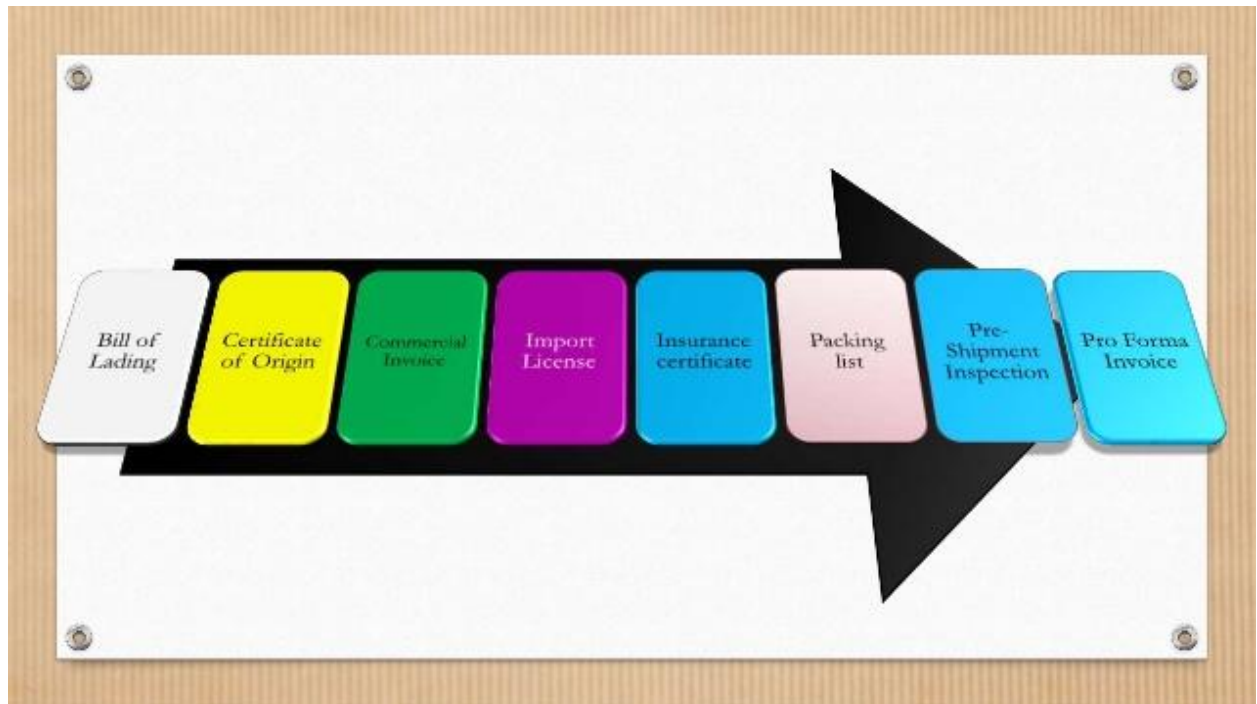 Bill of
Lading
Certificate
of Origin
Commercial
Invoice
Import
License
Insurance
certificate
Packing
list
Pre-
Shipment
Inspection
Pro Forma
Invoice